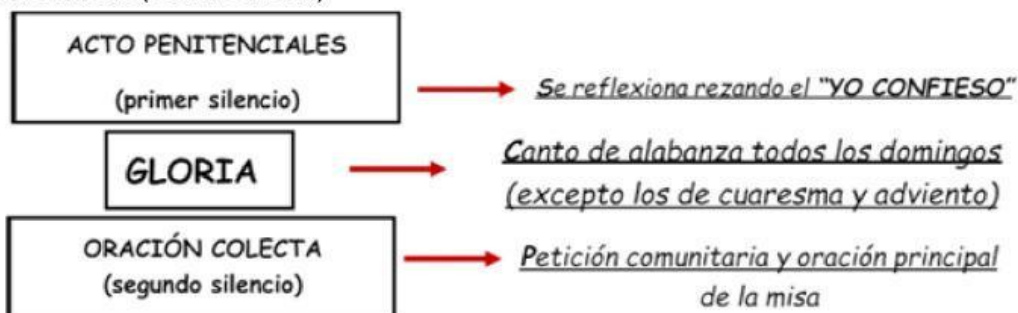 ACTO PENITENCIALES
(primer silencio)
Se reflexiona rezando el "YO CONFIESO"
GLORIA
Canto de alabanza todos los domingos
(excepto los de cuaresma y adviento)
ORACIÓN COLECTA
(segundo silencio)
Petición comunitaria y oración principal
de la misa